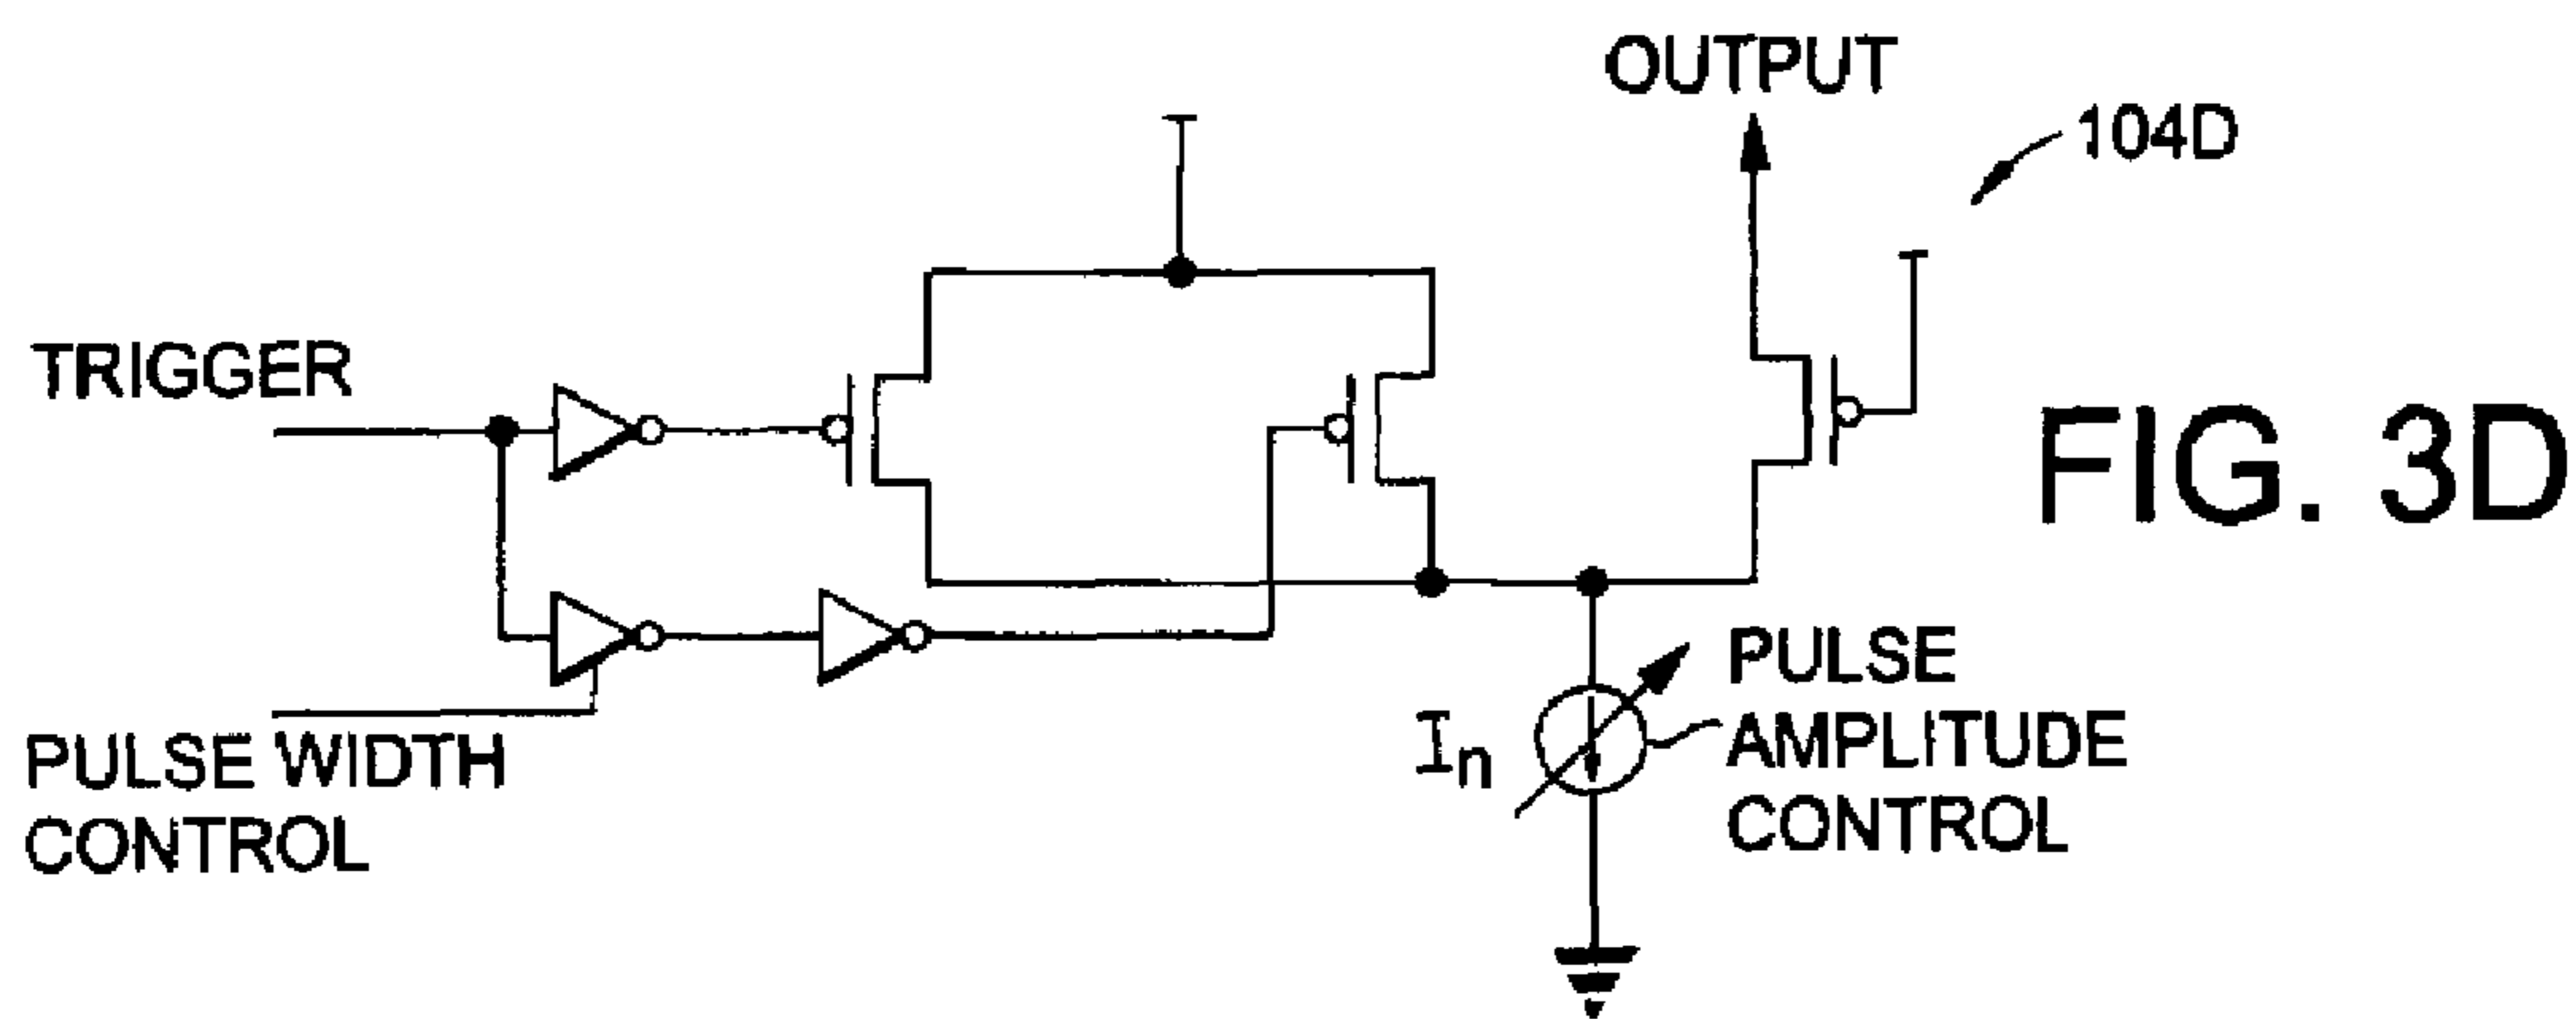 OUTPUT
104D
TRIGGER
FIG. 3D
PULSE WIDTH
CONTROL
In
PULSE
AMPLITUDE
CONTROL